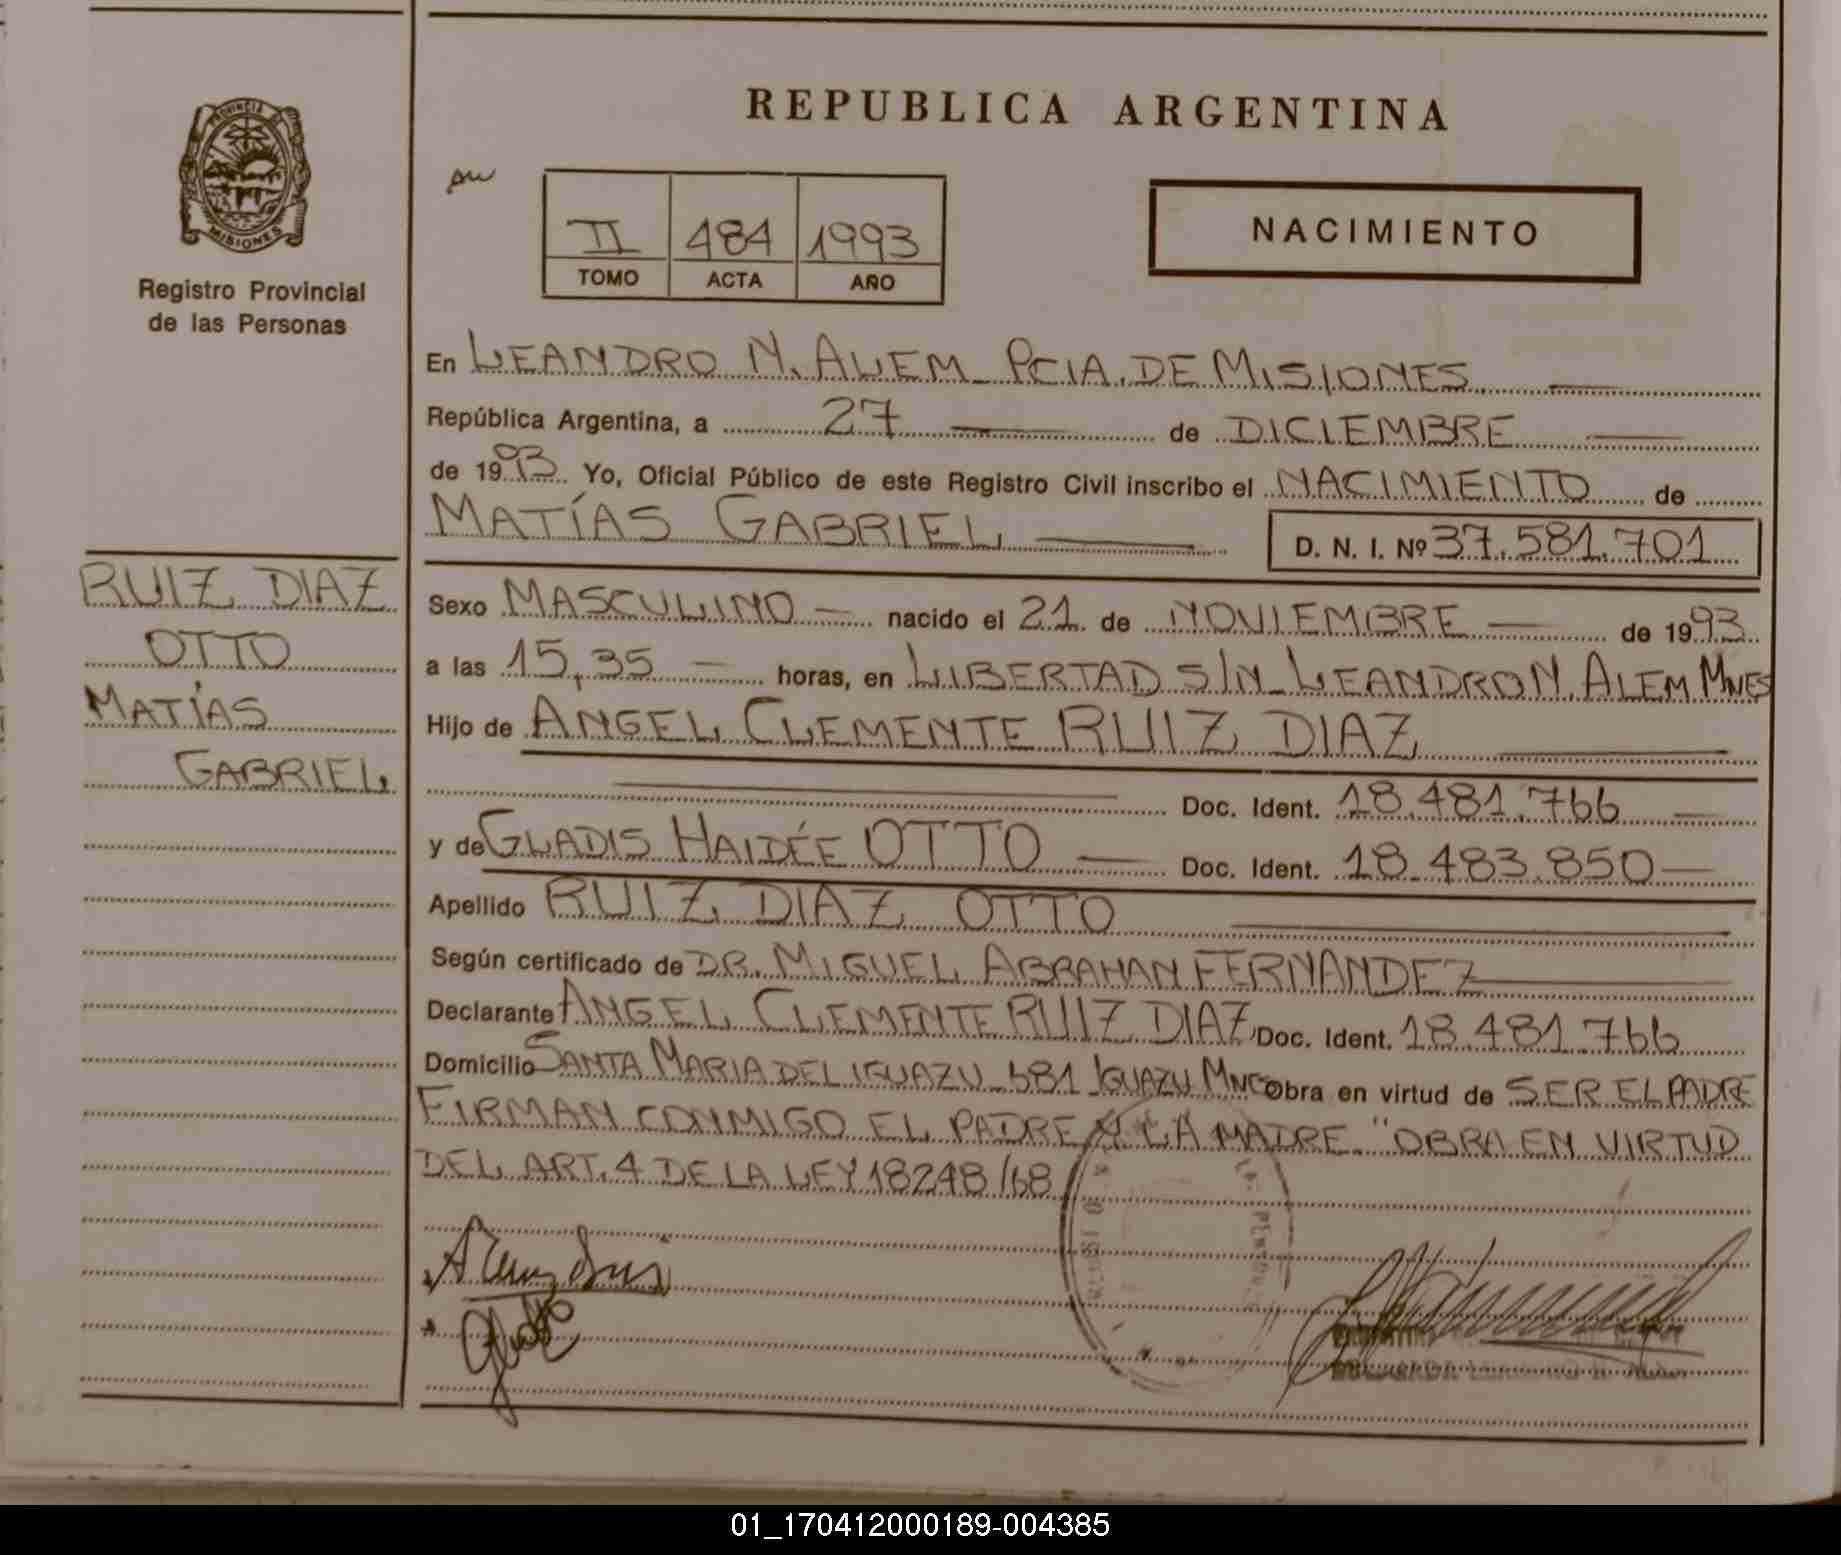 REPUBLICA ARGENTINA
PROVINCIA DE
MISIONES
Registro Provincial
de las Personas
II 484 1993
TOMO ACTA AÑO
NACIMIENTO
En LEANDRO N. ALEM PCIA. DE MISIONES
República Argentina, a 27 de DICIEMBRE
de 1993 Yo, Oficial Público de este Registro Civil inscribo el NACIMIENTO de
MATÍAS GABRIEL D. N. I. Nº 37.581.701
RUIZ DIAZ
OTTO
MATÍAS
GABRIEL
Sexo MASCULINO nacido el 21 de NOVIEMBRE de 1993
a las 15,35 horas, en LIBERTAD S/N LEANDRO N. ALEM MNES
Hijo de ANGEL CLEMENTE RUIZ DIAZ
Doc. Ident. 18.481.766
y de GLADIS HAIDÉE OTTO Doc. Ident. 18.483.850
Apellido RUIZ DIAZ OTTO
Según certificado de DR. MIGUEL ABRAHAN FERNANDEZ
Declarante ANGEL CLEMENTE RUIZ DIAZ Doc. Ident. 18.481.766
Domicilio SANTA MARIA DEL IGUAZU 581 IGUAZU MNES Obra en virtud de SER EL PADRE
FIRMAN CONMIGO EL PADRE Y LA MADRE "OBRA EN VIRTUD
DEL ART. 4 DE LA LEY 18248/68
01_170412000189-004385